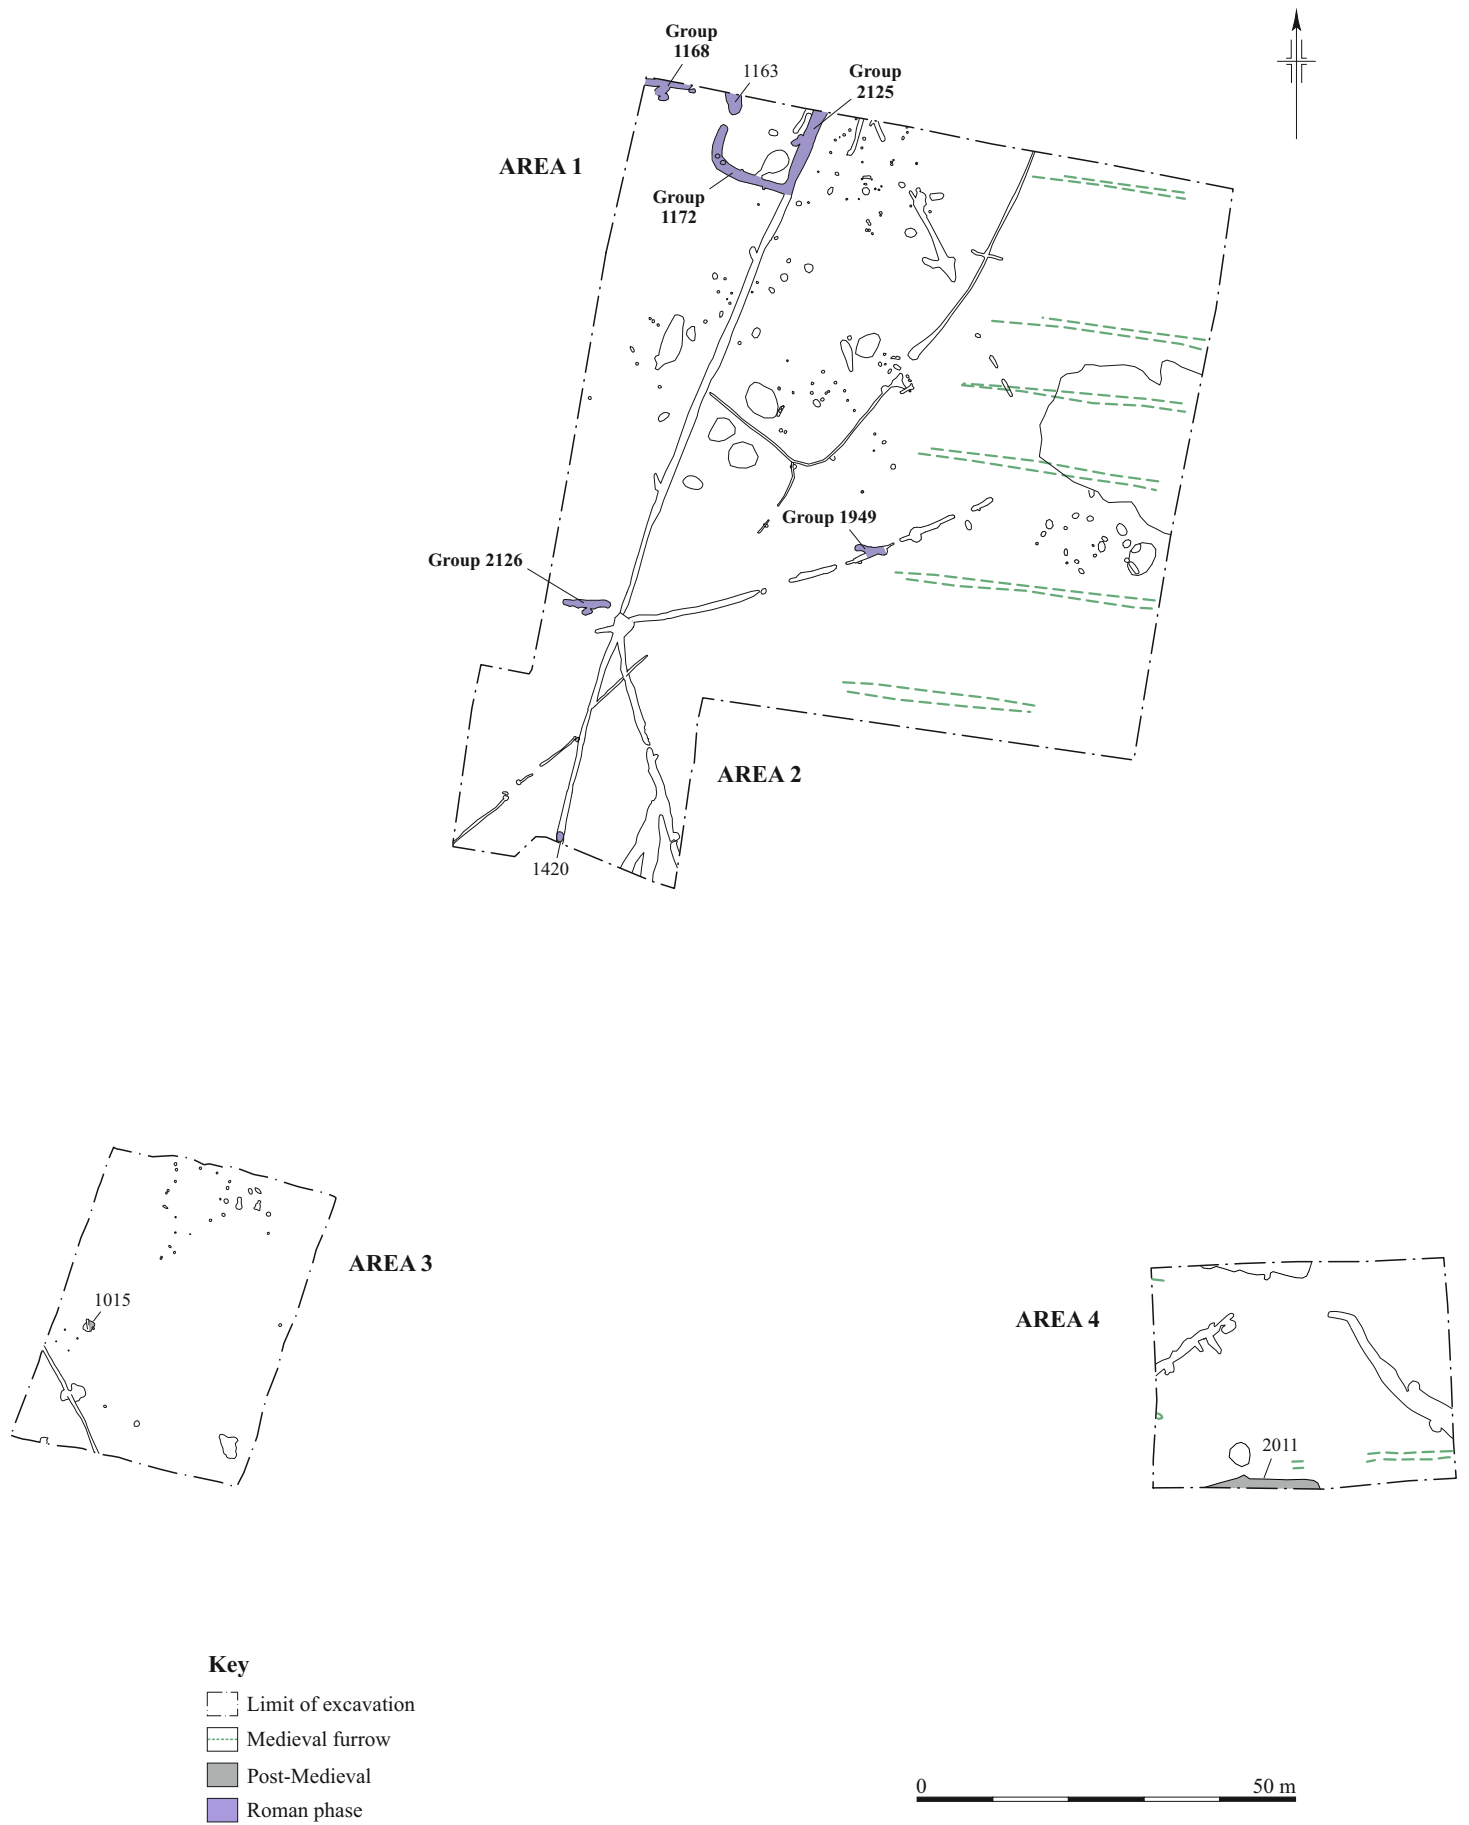 Group
1168
1163
Group
2125
AREA 1
Group
1172
Group 1949
Group 2126
AREA 2
1420
AREA 3
1015
AREA 4
2011
Key
Limit of excavation
Medieval furrow
Post-Medieval
Roman phase
0 50 m